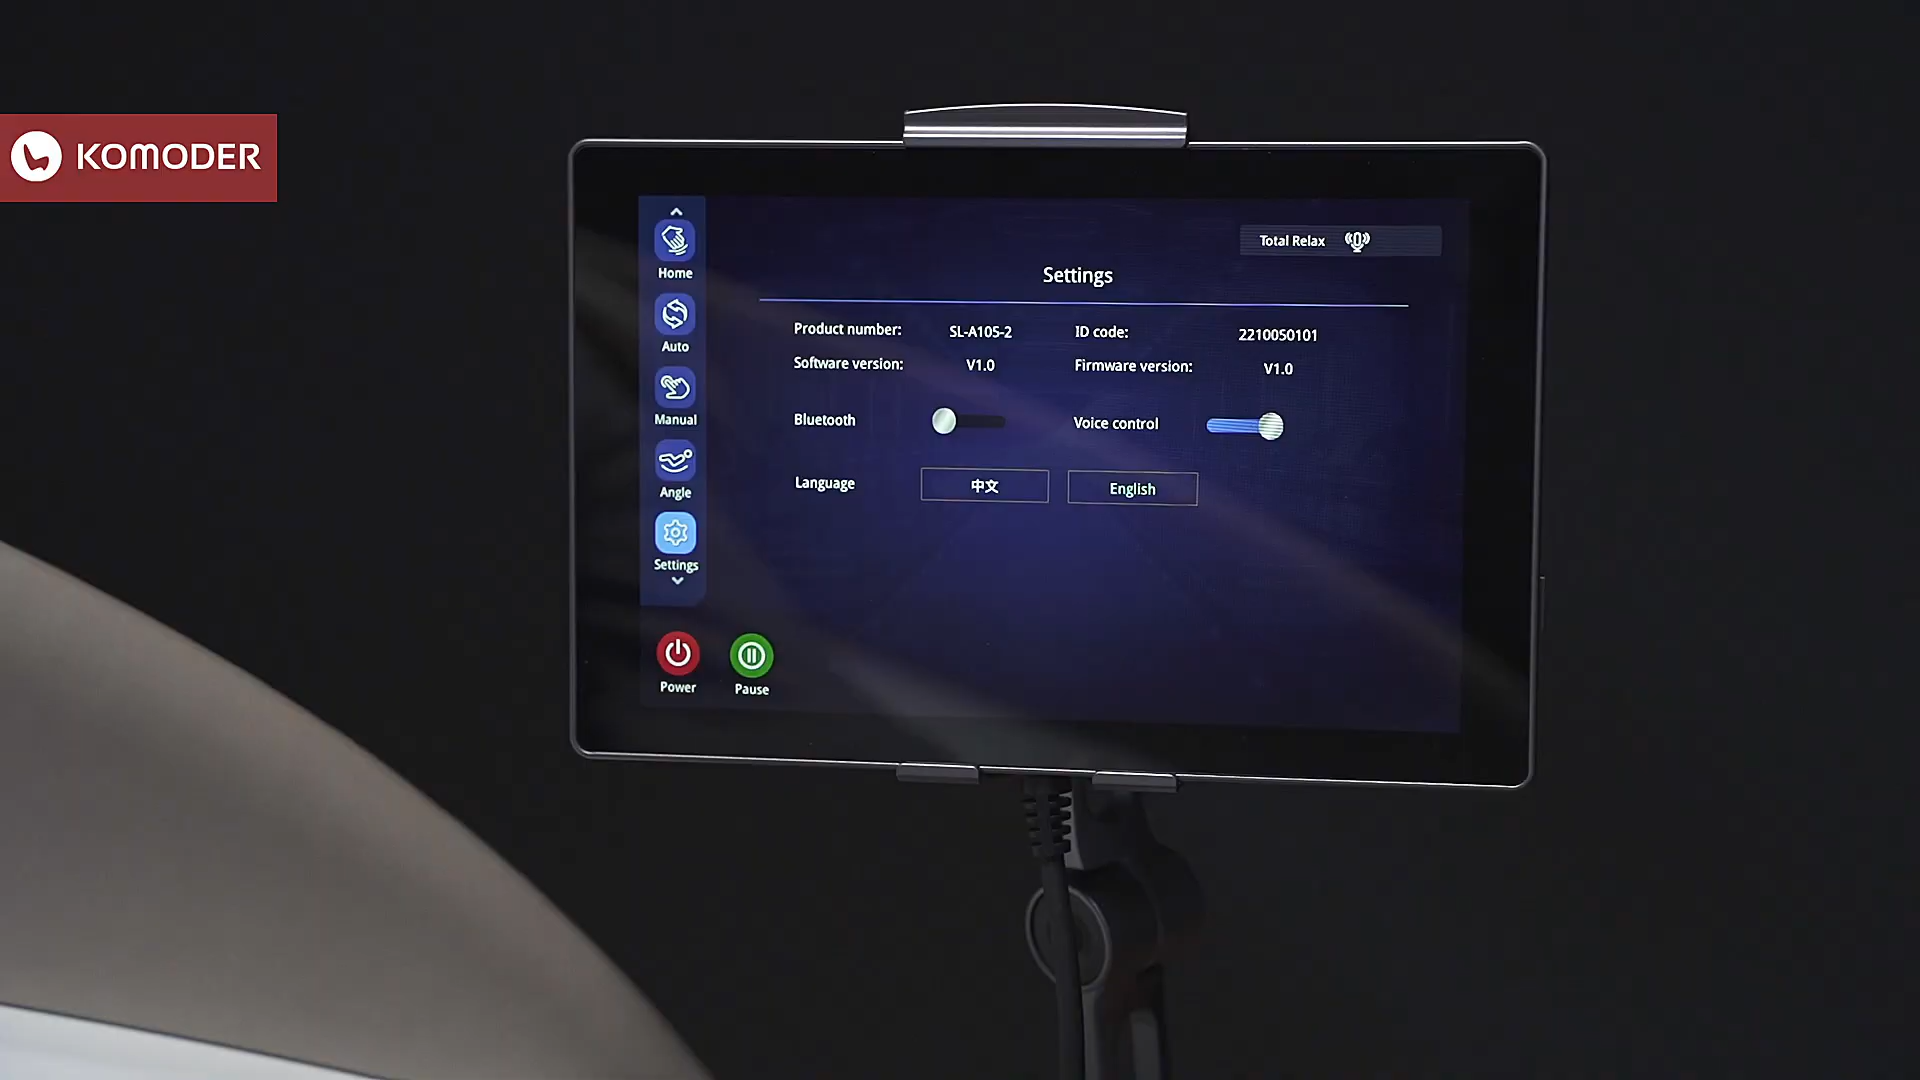 KOMODER
Home
Auto
Manual
Angle
Settings
Power
Pause
Total Relax
Settings
Product number: SL-A105-2 ID code: 2210050101
Software version: V1.0 Firmware version: V1.0
Bluetooth Voice control
Language 中文 English